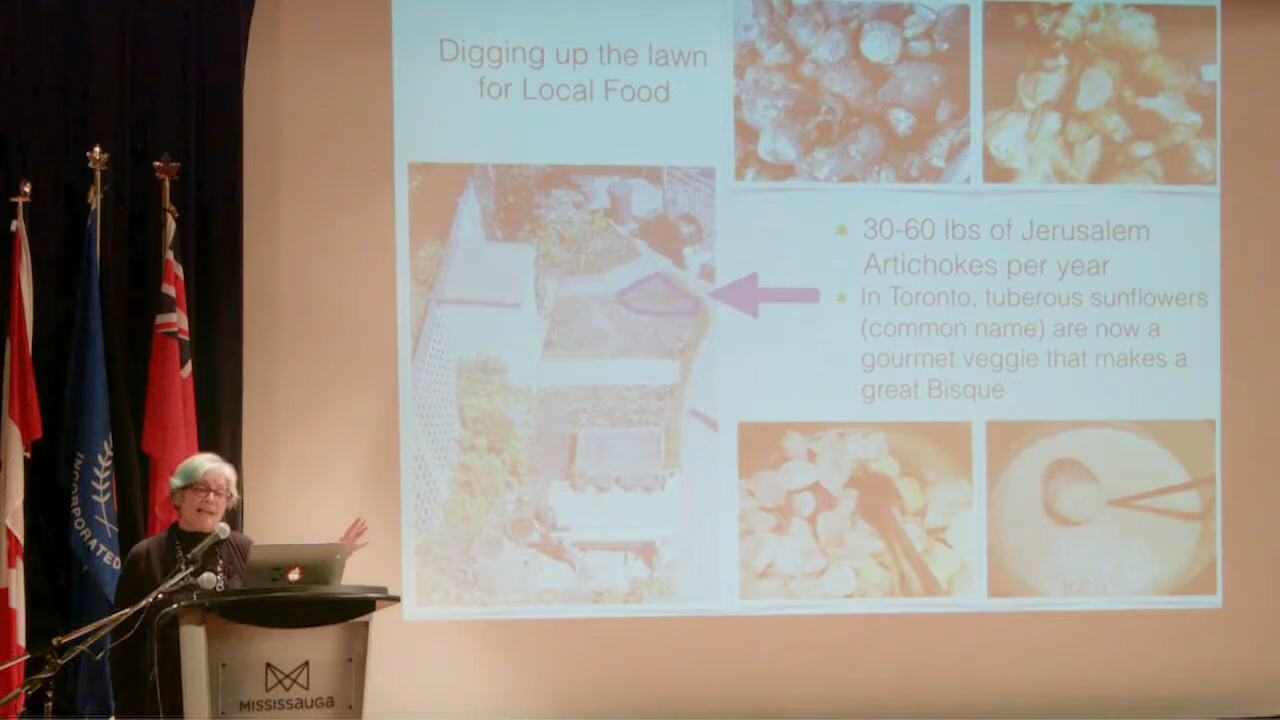 Digging up the lawn
for Local Food
30-60 lbs of Jerusalem
Artichokes per year
In Toronto, tuberous sunflowers
(common name) are now a
gourmet veggie that makes a
great Bisque
INCORPORATED
MISSISSAUGA